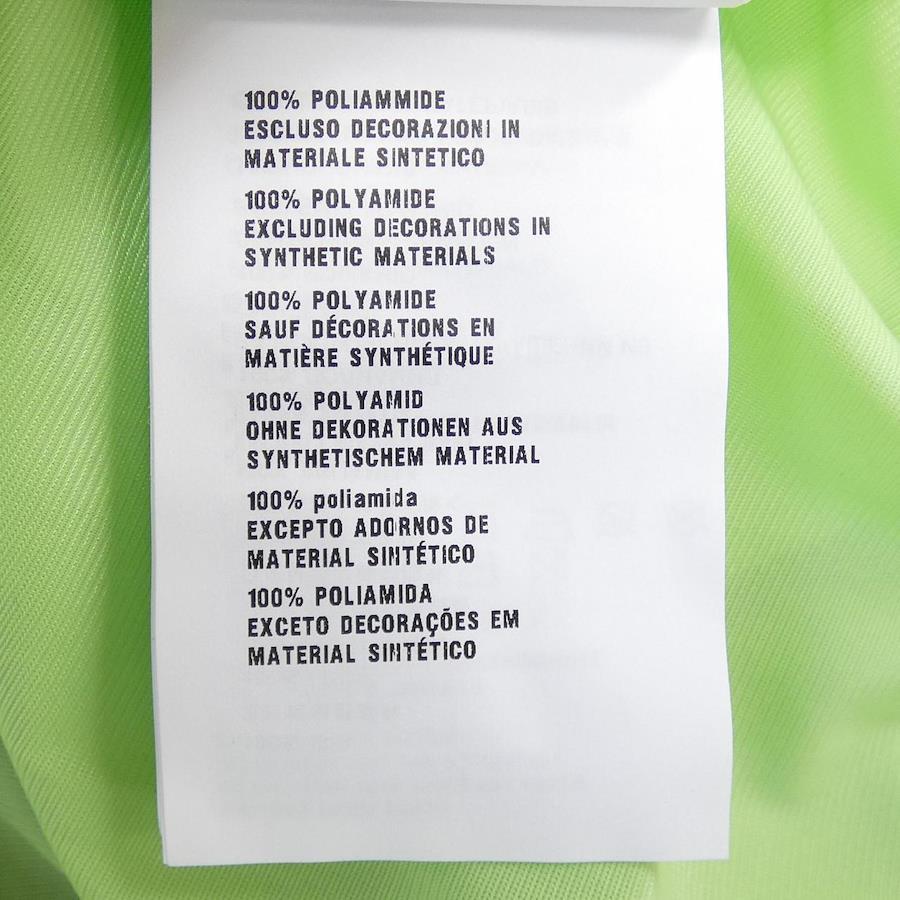 100% POLIAMMIDE
ESCLUSO DECORAZIONI IN
MATERIALE SINTETICO
100% POLYAMIDE
EXCLUDING DECORATIONS IN
SYNTHETIC MATERIALS
100% POLYAMIDE
SAUF DÉCORATIONS EN
MATIÈRE SYNTHÉTIQUE
100% POLYAMID
OHNE DEKORATIONEN AUS
SYNTHETISCHEM MATERIAL
100% poliamida
EXCEPTO ADORNOS DE
MATERIAL SINTÉTICO
100% POLIAMIDA
EXCETO DECORAÇÕES EM
MATERIAL SINTÉTICO